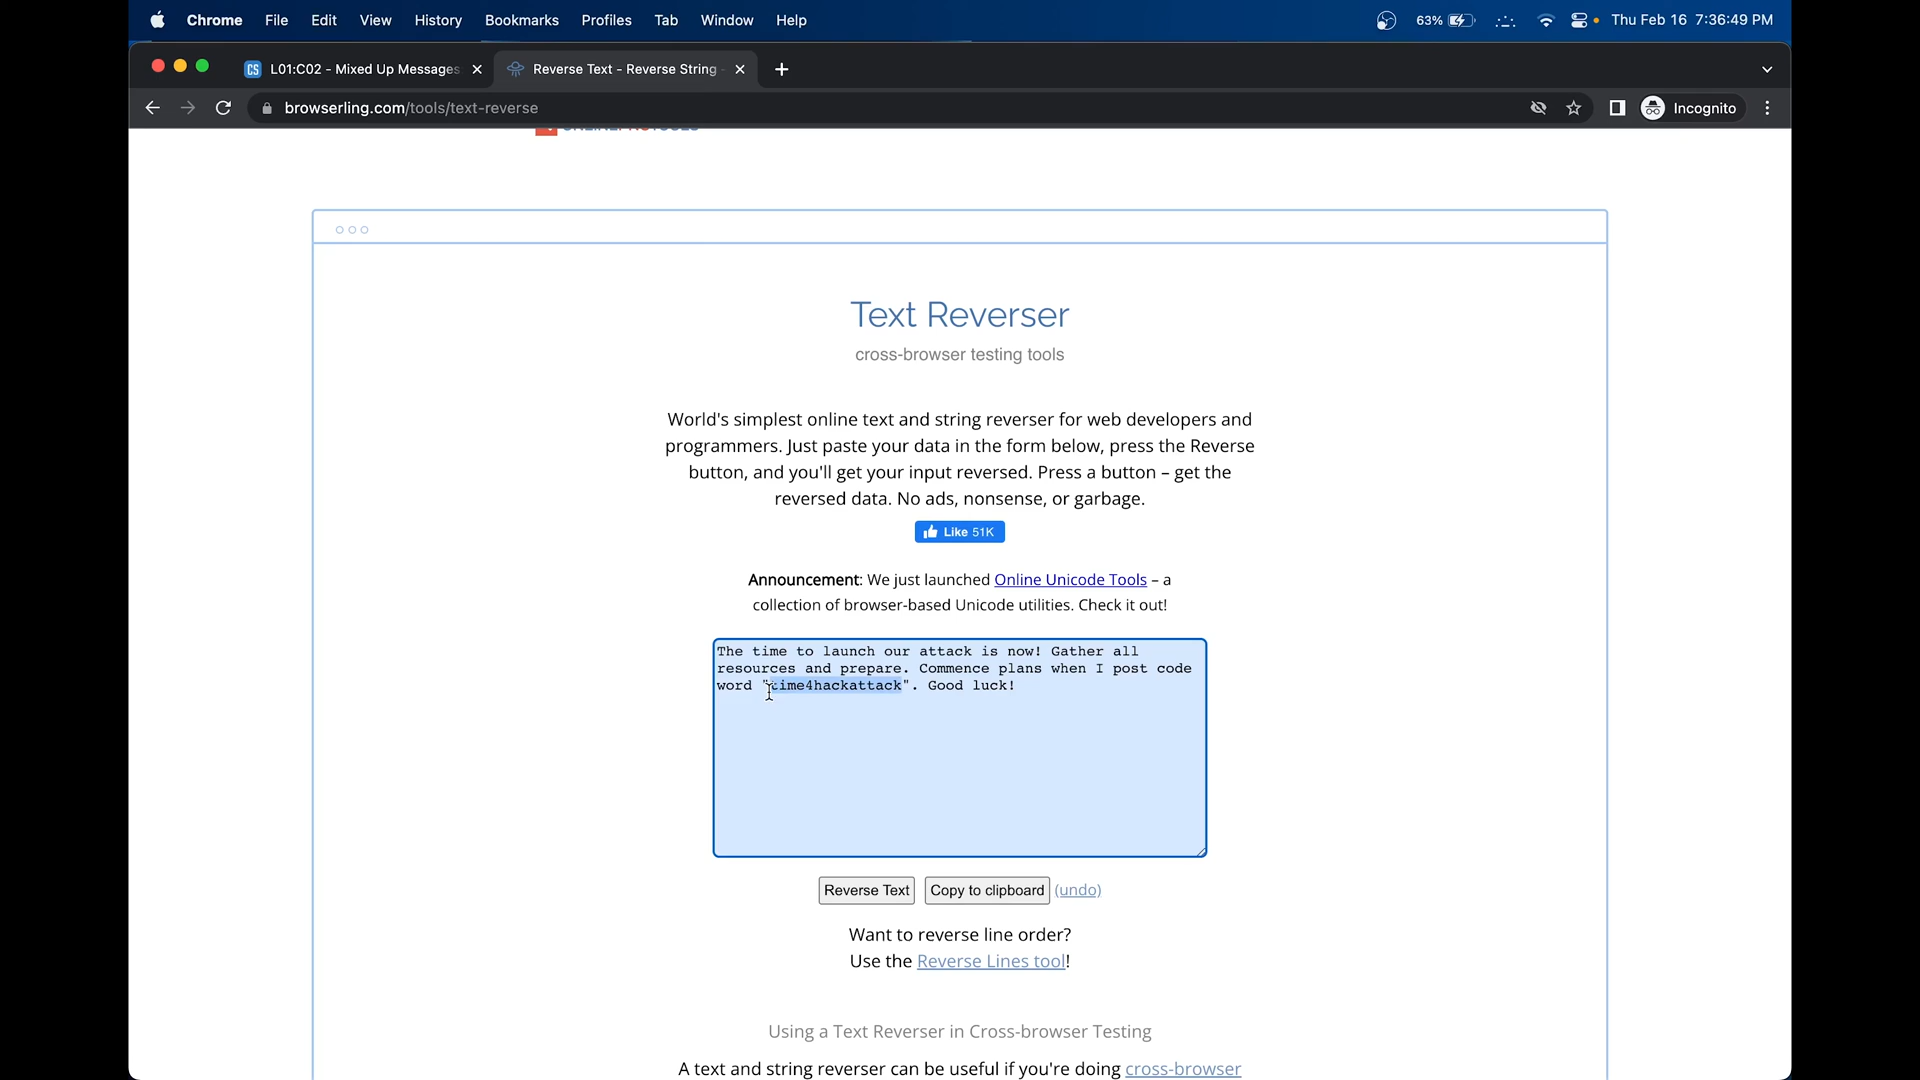 Chrome File Edit View History Bookmarks Profiles Tab Window Help 63% Thu Feb 16 7:36:49 PM
CS L01:C02 - Mixed Up Messages Reverse Text - Reverse String -
browserling.com/tools/text-reverse Incognito
Text Reverser
cross-browser testing tools
World's simplest online text and string reverser for web developers and
programmers. Just paste your data in the form below, press the Reverse
button, and you'll get your input reversed. Press a button – get the
reversed data. No ads, nonsense, or garbage.
Like 51K
Announcement: We just launched Online Unicode Tools – a
collection of browser-based Unicode utilities. Check it out!
The time to launch our attack is now! Gather all
resources and prepare. Commence plans when I post code
word "time4hackattack". Good luck!
Reverse Text Copy to clipboard (undo)
Want to reverse line order?
Use the Reverse Lines tool!
Using a Text Reverser in Cross-browser Testing
A text and string reverser can be useful if you're doing cross-browser